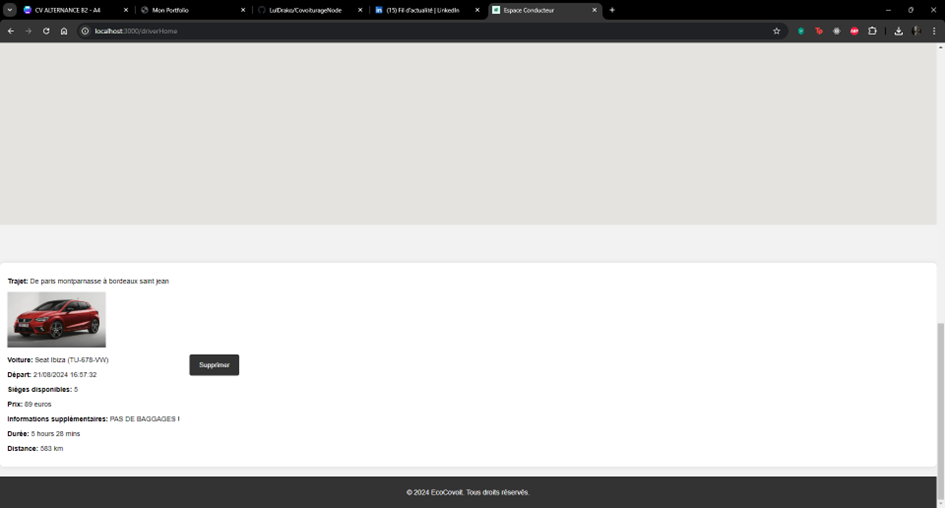 CV ALTERNANCE B2 - A4
Mon Portfolio
LulDrako/CovoiturageNode
(15) Fil d'actualité | LinkedIn
Espace Conducteur
localhost:3000/driverHome
Trajet: De paris montparnasse à bordeaux saint jean
Voiture: Seat Ibiza (TU-578-VW)
Supprimer
Départ: 21/08/2024 16:57:32
Sièges disponibles: 5
Prix: 89 euros
Informations supplémentaires: PAS DE BAGGAGES !
Durée: 5 hours 28 mins
Distance: 583 km
© 2024 EcoCovoit. Tous droits réservés.